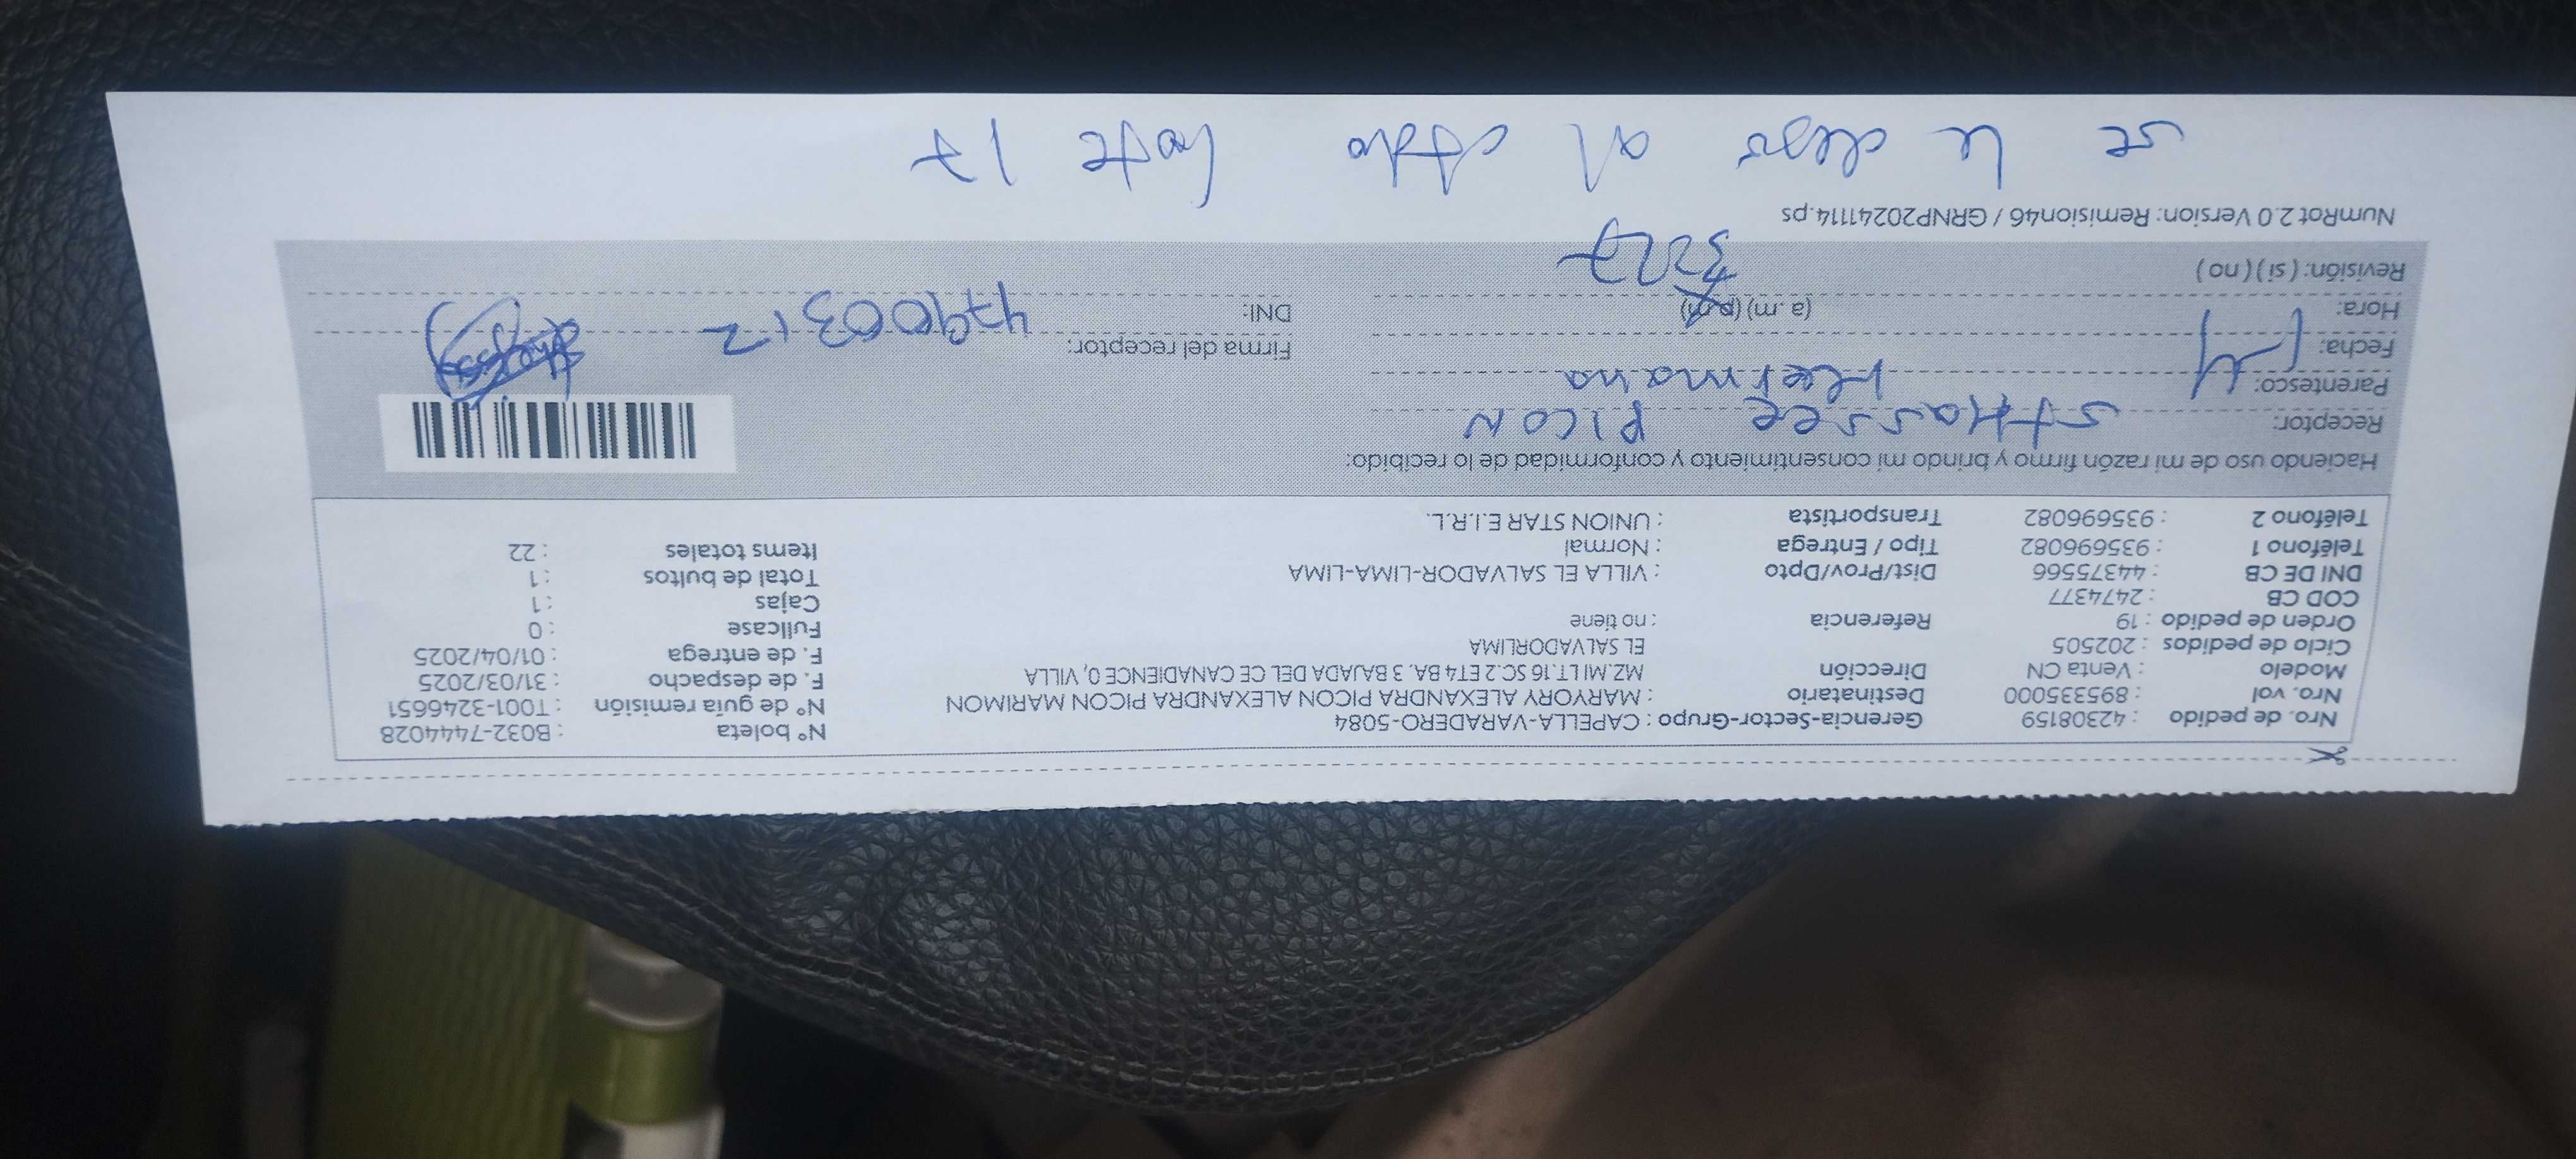 Nro. de pedido : 42308159 Gerencia-Sector-Grupo : CAPELLA-VARADERO-5084 N° boleta : B032-7444028
Nro. vol : 895335000 Destinatario : MARYORY ALEXANDRA PICON ALEXANDRA PICON MARIMON N° de guía remisión : T001-3246651
Modelo : Venta CN Dirección MZ.MI LT.16 SC.2 ET4 BA. 3 BAJADA DEL CE CANADIENCE 0, VILLA F. de despacho : 31/03/2025
Ciclo de pedidos : 202505 EL SALVADORLIMA F. de entrega : 01/04/2025
Orden de pedido : 19 Referencia : no tiene Fullcase : 0
COD CB : 2474377 Cajas : 1
DNI DE CB : 44375566 Dist/Prov/Dpto : VILLA EL SALVADOR-LIMA-LIMA Total de bultos : 1
Teléfono 1 : 935696082 Tipo / Entrega : Normal Items totales : 22
Teléfono 2 : 935696082 Transportista : UNION STAR E.I.R.L.
Haciendo uso de mi razón firmo y brindo mi consentimiento y conformidad de lo recibido:
Receptor: PICON
Parentesco: hermana
Fecha: Firma del receptor:
Hora: (a.m) (p.m) DNI: 47900312
Revisión: ( si ) ( no )
NumRot 2.0 Version: Remision46 / GRNP20241114.ps
se le al lote 17